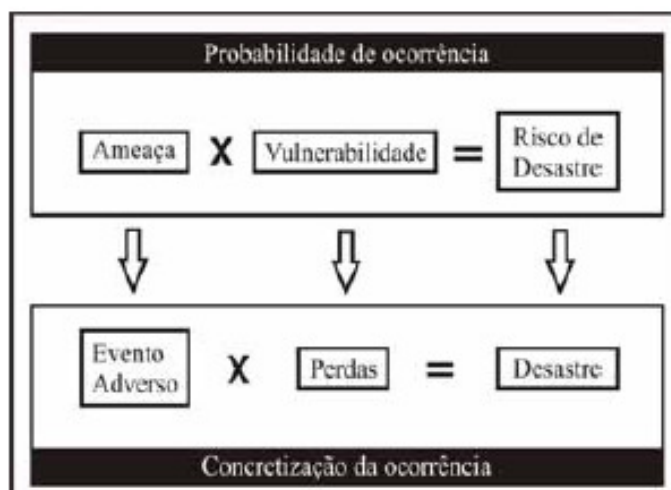 Probabilidade de ocorrência
Ameaça X Vulnerabilidade = Risco de
Desastre
Evento
Adverso X Perdas = Desastre
Concretização da ocorrência